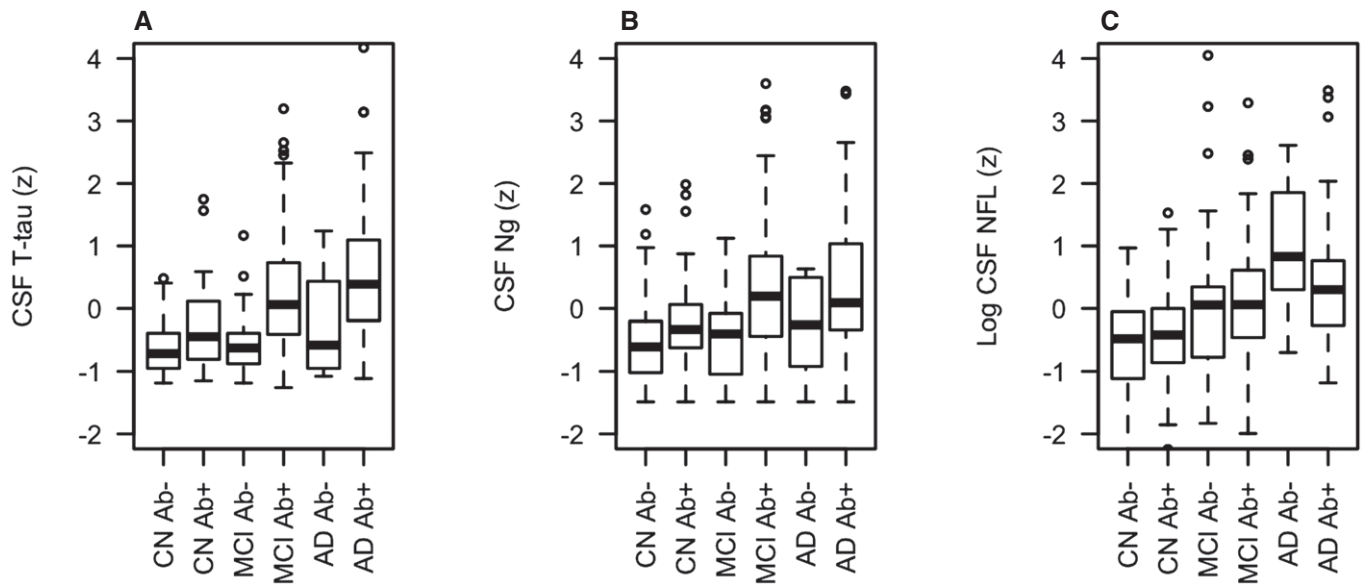 A
CSF T-tau (z)
4
3
2
1
0
-1
-2
CN Ab-
CN Ab+
MCI Ab-
MCI Ab+
AD Ab-
AD Ab+
B
CSF Ng (z)
4
3
2
1
0
-1
-2
CN Ab-
CN Ab+
MCI Ab-
MCI Ab+
AD Ab-
AD Ab+
C
Log CSF NFL (z)
4
3
2
1
0
-1
-2
CN Ab-
CN Ab+
MCI Ab-
MCI Ab+
AD Ab-
AD Ab+